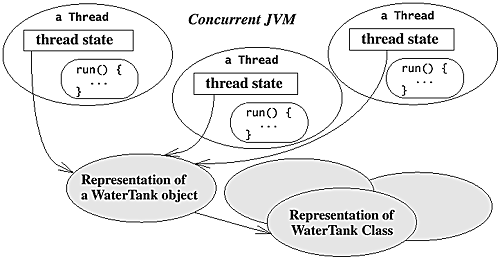 a Thread
Concurrent JVM
a Thread
thread state
thread state
a Thread
run() {
...
}
thread state
run() {
...
}
run() {
...
}
Representation of
a WaterTank object
Representation of
WaterTank Class